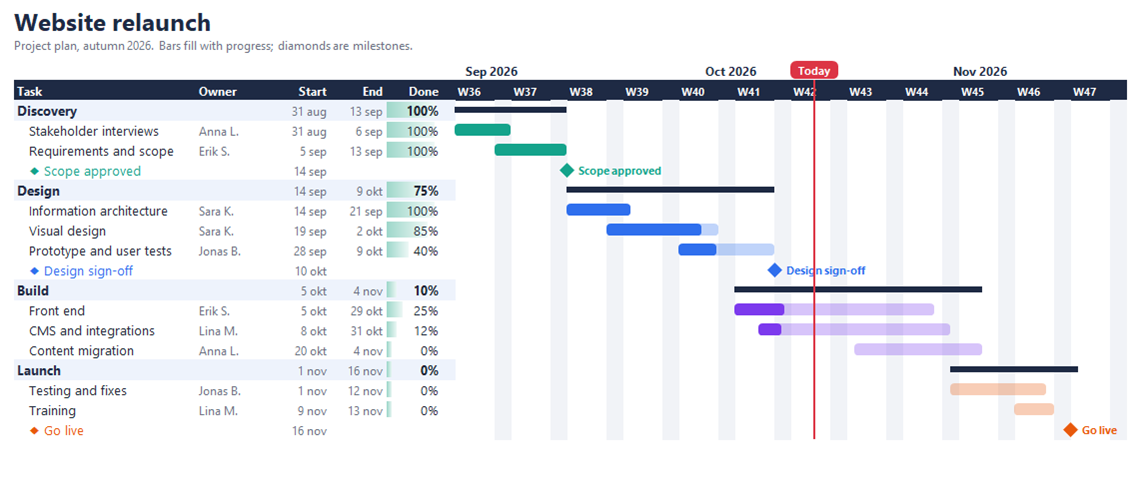 Website relaunch
Project plan, autumn 2026. Bars fill with progress; diamonds are milestones.
Sep 2026 Oct 2026 Today Nov 2026
Task Owner Start End Done W36 W37 W38 W39 W40 W41 W42 W43 W44 W45 W46 W47
Discovery 31 aug 13 sep 100%
Stakeholder interviews Anna L. 31 aug 6 sep 100%
Requirements and scope Erik S. 5 sep 13 sep 100%
◆ Scope approved 14 sep Scope approved
Design 14 sep 9 okt 75%
Information architecture Sara K. 14 sep 21 sep 100%
Visual design Sara K. 19 sep 2 okt 85%
Prototype and user tests Jonas B. 28 sep 9 okt 40%
◆ Design sign-off 10 okt Design sign-off
Build 5 okt 4 nov 10%
Front end Erik S. 5 okt 29 okt 25%
CMS and integrations Lina M. 8 okt 31 okt 12%
Content migration Anna L. 20 okt 4 nov 0%
Launch 1 nov 16 nov 0%
Testing and fixes Jonas B. 1 nov 12 nov 0%
Training Lina M. 9 nov 13 nov 0%
◆ Go live 16 nov Go live